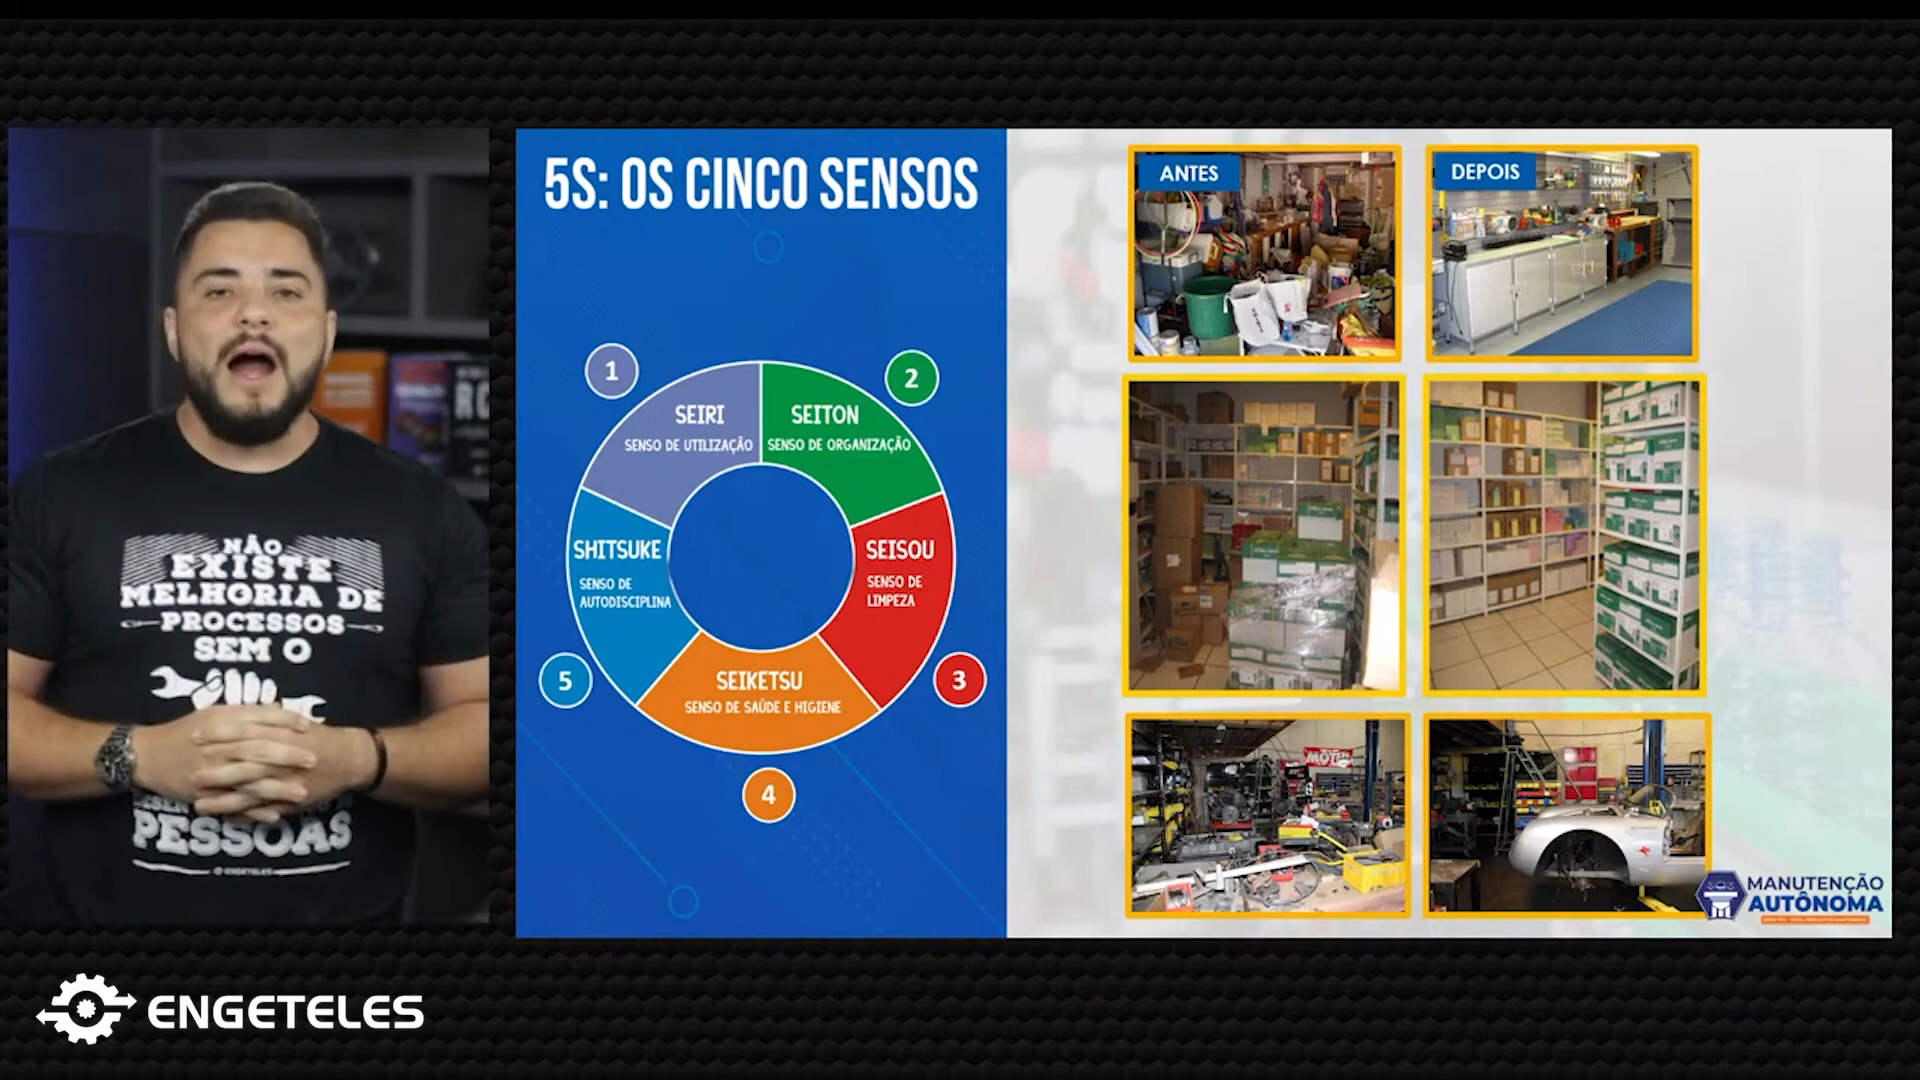 NÃO
EXISTE
MELHORIA DE
PROCESSOS
SEM O
PESSOAS
ENGETELES
5S: OS CINCO SENSOS
1
SEIRI
SENSO DE UTILIZAÇÃO
2
SEITON
SENSO DE ORGANIZAÇÃO
3
SEISOU
SENSO DE
LIMPEZA
4
SEIKETSU
SENSO DE SAÚDE E HIGIENE
5
SHITSUKE
SENSO DE
AUTODISCIPLINA
ANTES
DEPOIS
MANUTENÇÃO
AUTÔNOMA
ENGETELES